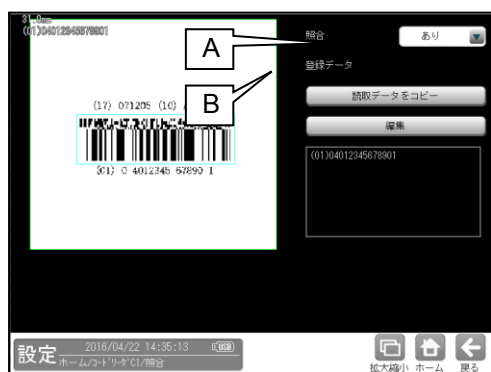 31.0ms
(01)04012345678901
A
照合
あり
B
登録データ
読取データをコピー
編集
(01)04012345678901
(17) 071205 (10)
(01) 0 4012345 67890 1
設定
2016/04/22 14:35:13
USB
ホーム/コードリーダC1/照合
拡大縮小
ホーム
戻る